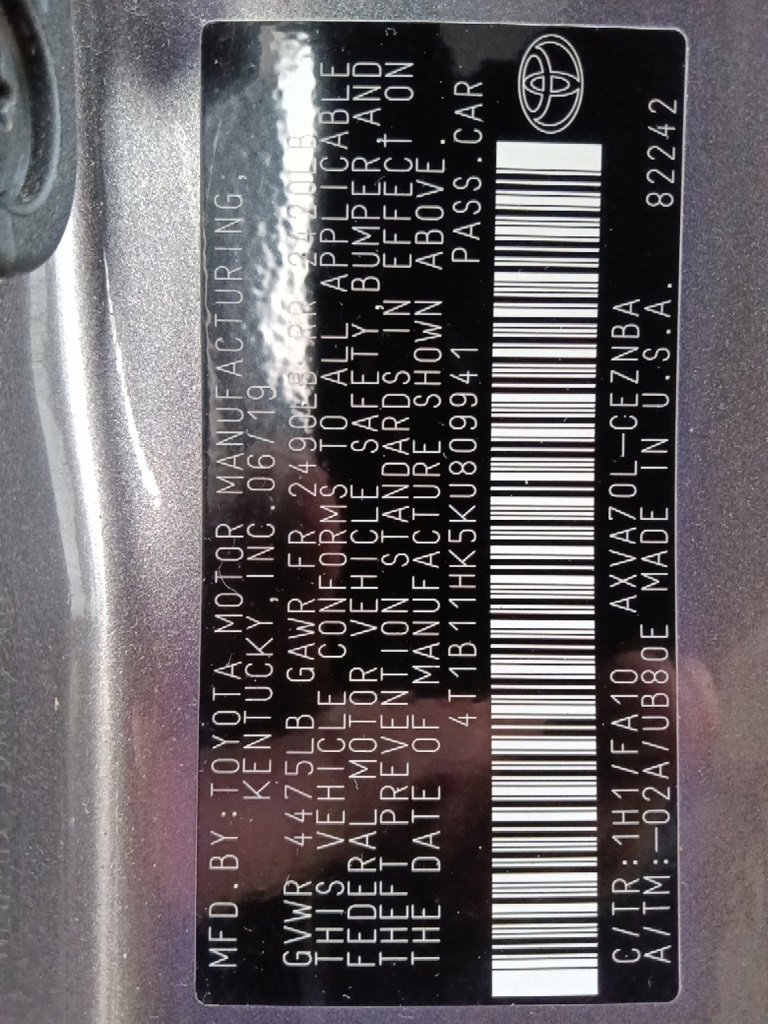 MFD.BY:TOYOTA MOTOR MANUFACTURING,
KENTUCKY,INC.06/19
GVWR 4475LB GAWR FR 2490LB RR 2420LB
THIS VEHICLE CONFORMS TO ALL APPLICABLE
FEDERAL MOTOR VEHICLE SAFETY,BUMPER,AND
THEFT PREVENTION STANDARDS IN EFFECT ON
THE DATE OF MANUFACTURE SHOWN ABOVE.
4T1B11HK5KU809941 PASS.CAR
C/TR:1H1/FA10 AXVA70L-CEZNBA
A/TM:-02A/UB80E MADE IN U.S.A. 82242